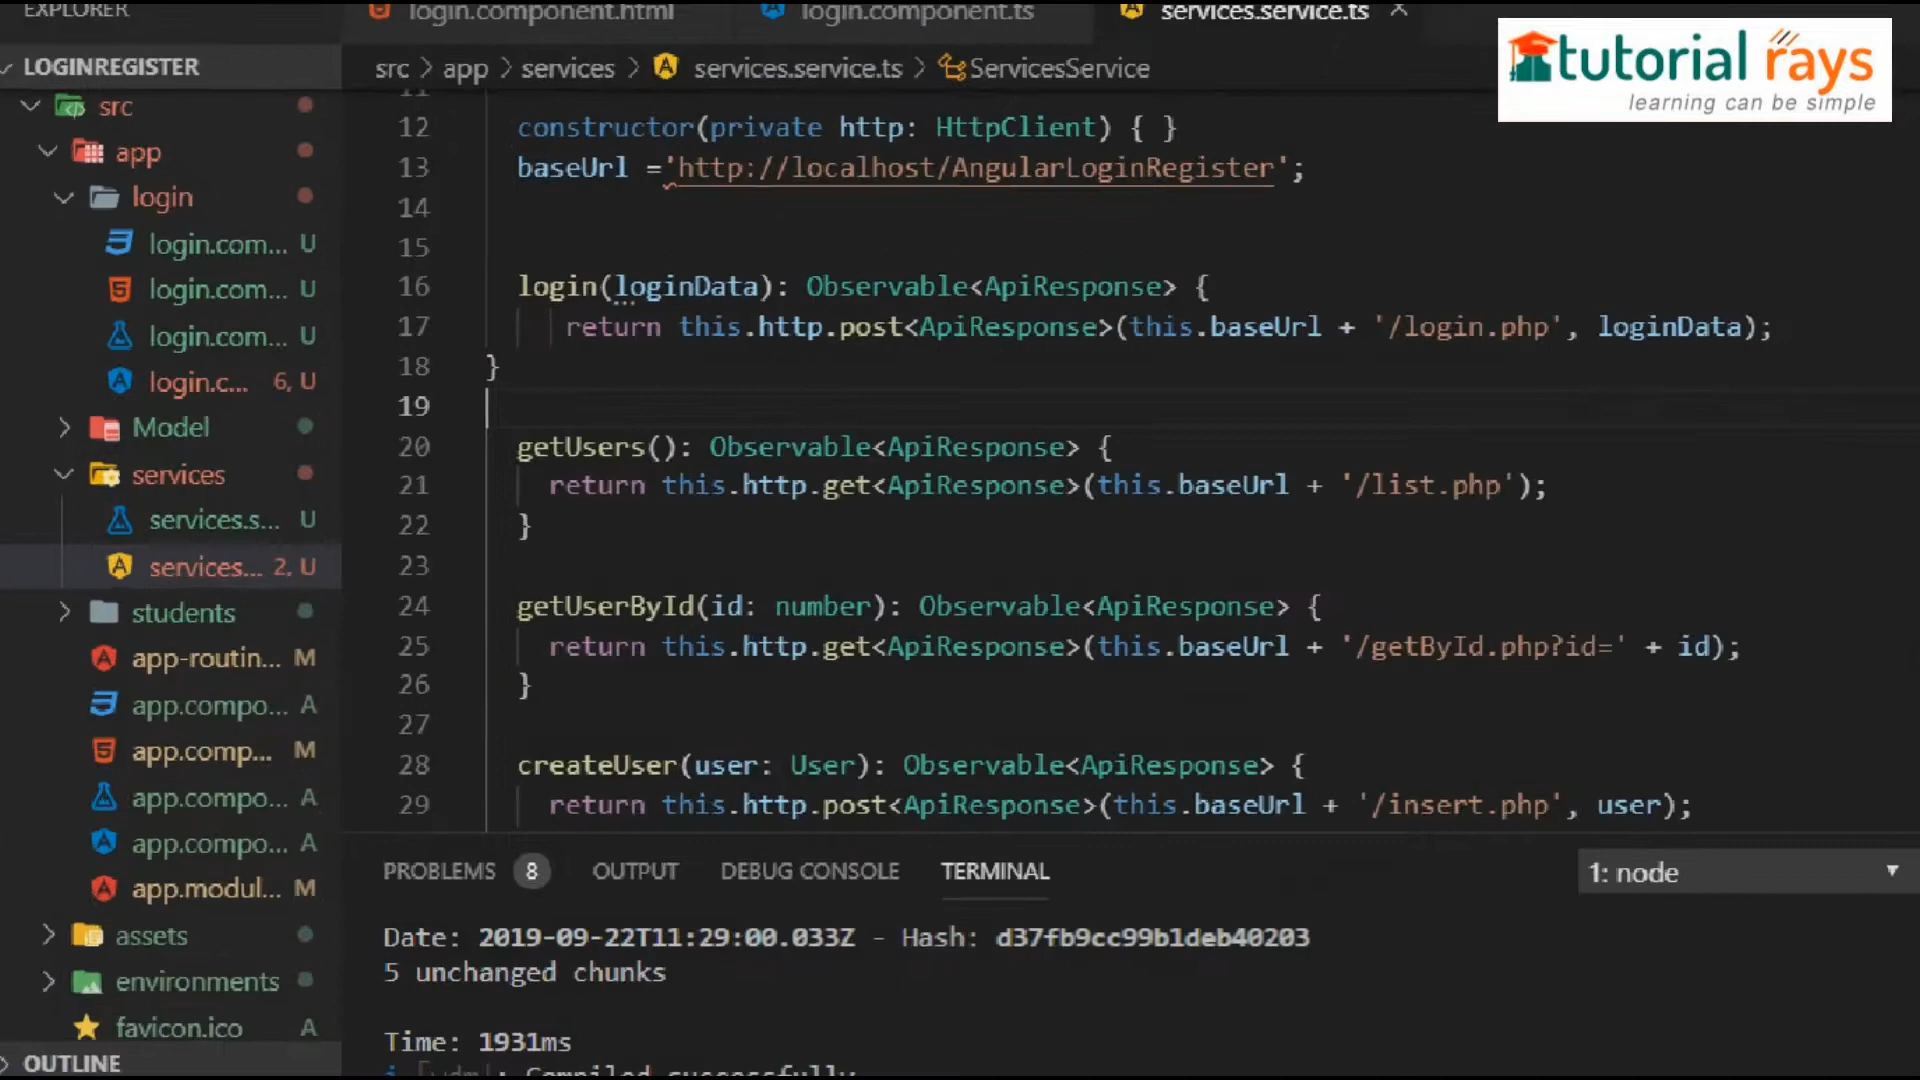 EXPLORER
login.component.html
login.component.ts
services.service.ts
LOGINREGISTER
src > app > services > services.service.ts > ServicesService
tutorial rays
learning can be simple
src
app
login
login.com... U
login.com... U
login.com... U
login.c... 6, U
Model
services
services.s... U
services... 2, U
students
app-routin... M
app.compo... A
app.comp... M
app.compo... A
app.compo... A
app.modul... M
assets
environments
favicon.ico A
OUTLINE
11
12 constructor(private http: HttpClient) { }
13 baseUrl ='http://localhost/AngularLoginRegister';
14
15
16 login(loginData): Observable<ApiResponse> {
17 return this.http.post<ApiResponse>(this.baseUrl + '/login.php', loginData);
18 }
19
20 getUsers(): Observable<ApiResponse> {
21 return this.http.get<ApiResponse>(this.baseUrl + '/list.php');
22 }
23
24 getUserById(id: number): Observable<ApiResponse> {
25 return this.http.get<ApiResponse>(this.baseUrl + '/getById.php?id=' + id);
26 }
27
28 createUser(user: User): Observable<ApiResponse> {
29 return this.http.post<ApiResponse>(this.baseUrl + '/insert.php', user);
PROBLEMS 8 OUTPUT DEBUG CONSOLE TERMINAL 1: node
Date: 2019-09-22T11:29:00.033Z - Hash: d37fb9cc99b1deb40203
5 unchanged chunks
Time: 1931ms
i ｢wdm｣: Compiled successfully